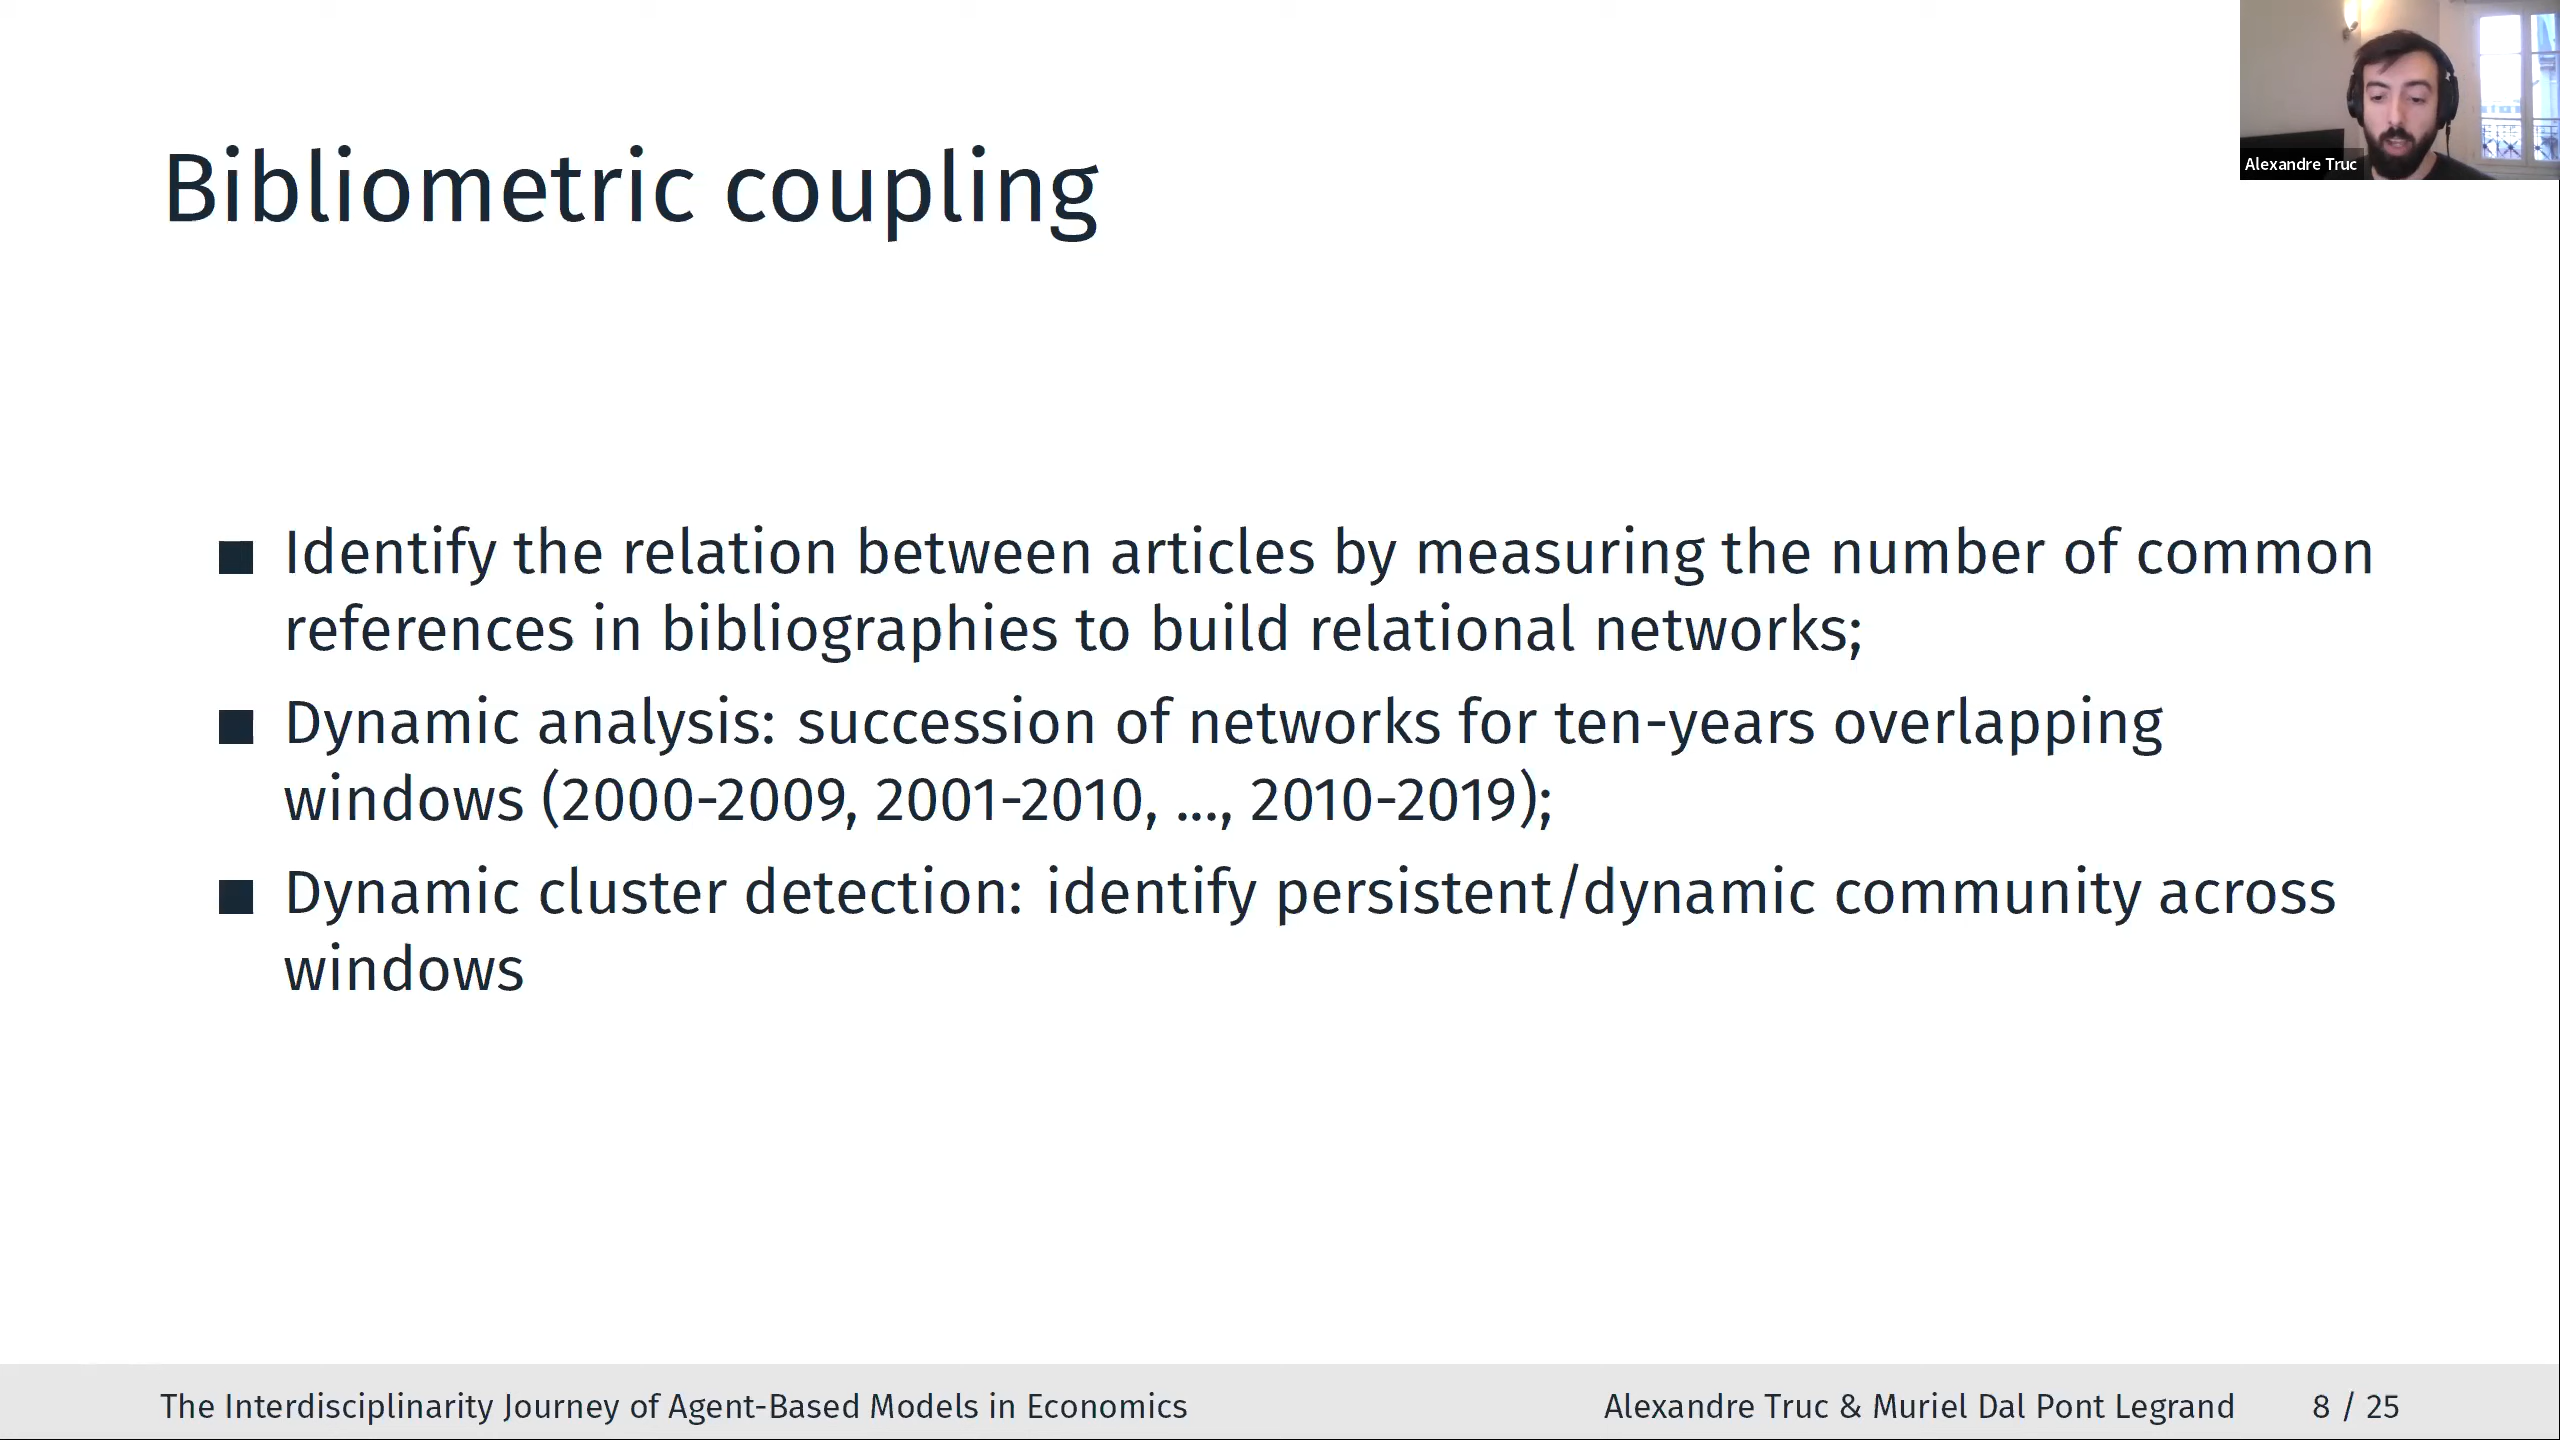 Bibliometric coupling
Alexandre Truc
■ Identify the relation between articles by measuring the number of common
references in bibliographies to build relational networks;
■ Dynamic analysis: succession of networks for ten-years overlapping
windows (2000-2009, 2001-2010, ..., 2010-2019);
■ Dynamic cluster detection: identify persistent/dynamic community across
windows
The Interdisciplinarity Journey of Agent-Based Models in Economics
Alexandre Truc & Muriel Dal Pont Legrand
8 / 25